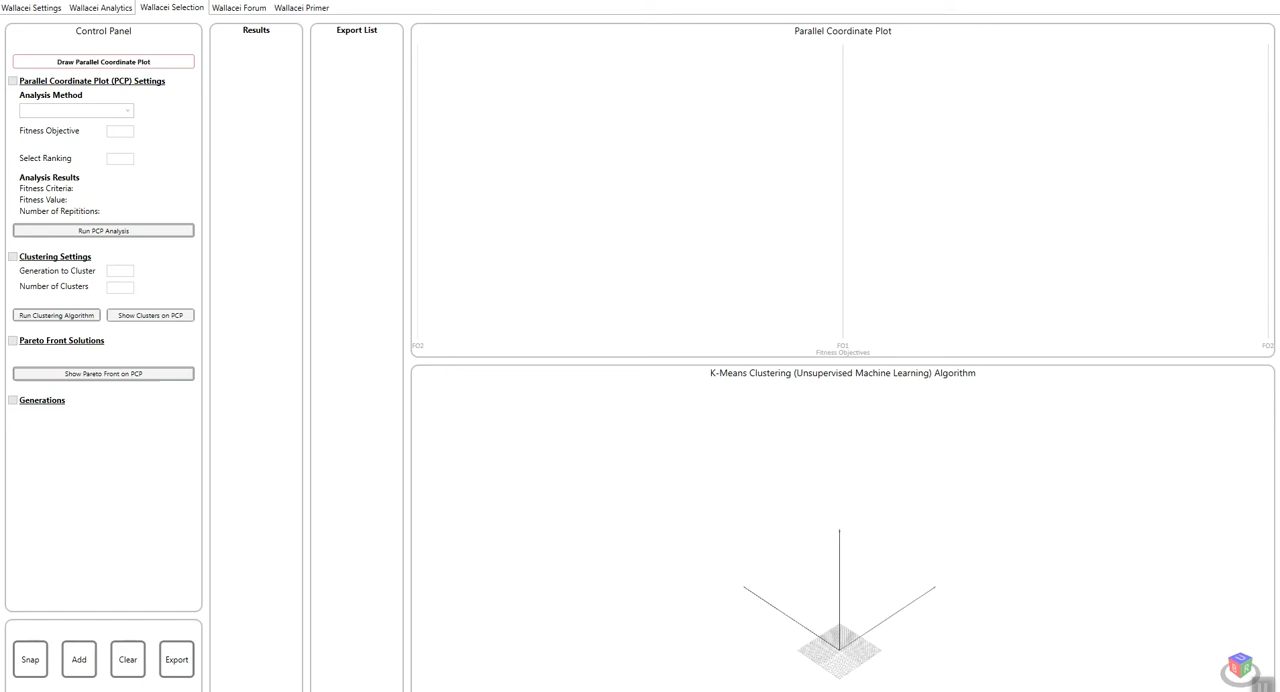 Wallacei Settings Wallacei Analytics Wallacei Selection Wallacei Forum Wallacei Primer
Control Panel
Draw Parallel Coordinate Plot
Parallel Coordinate Plot (PCP) Settings
Analysis Method
Fitness Objective
Select Ranking
Analysis Results
Fitness Criteria:
Fitness Value:
Number of Repititions:
Run PCP Analysis
Clustering Settings
Generation to Cluster
Number of Clusters
Run Clustering Algorithm Show Clusters on PCP
Pareto Front Solutions
Show Pareto Front on PCP
Generations
Snap Add Clear Export
Results
Export List
Parallel Coordinate Plot
FO2 FO1 FO2
Fitness Objectives
K-Means Clustering (Unsupervised Machine Learning) Algorithm